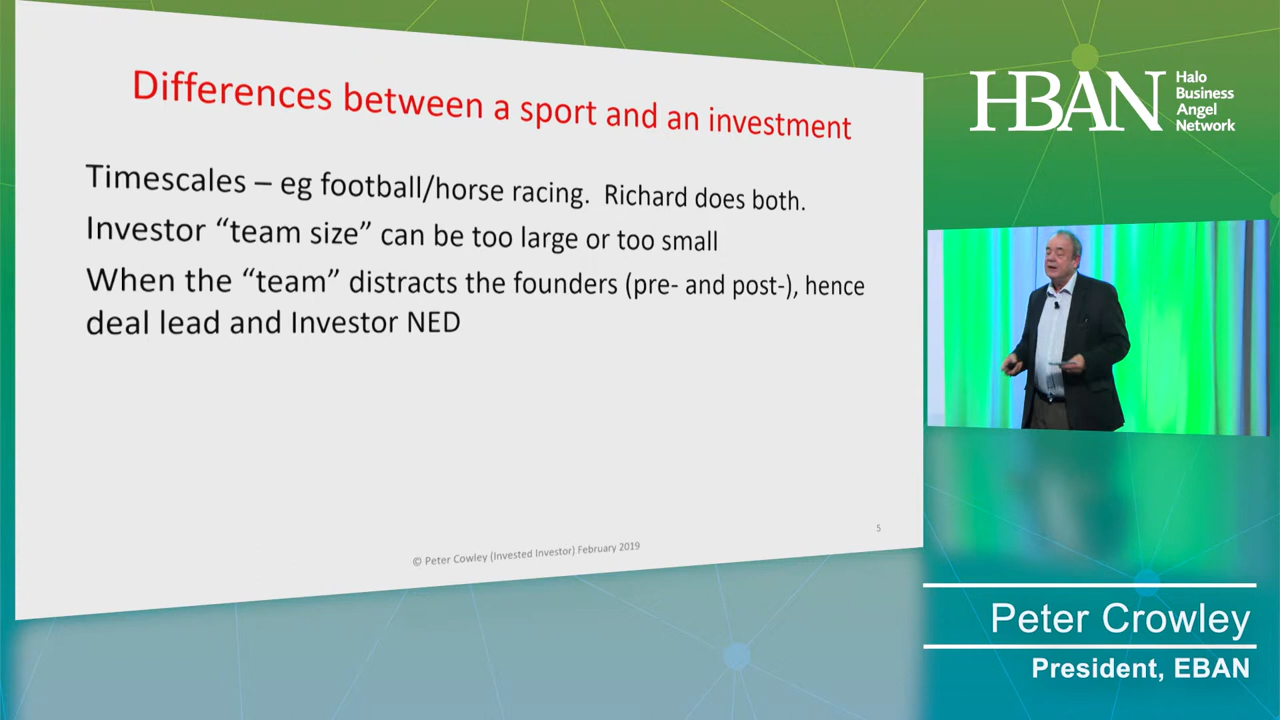 Differences between a sport and an investment
Timescales – eg football/horse racing.  Richard does both.
Investor “team size” can be too large or too small
When the “team” distracts the founders (pre- and post-), hence
deal lead and Investor NED
5
© Peter Cowley (Invested Investor) February 2019
HBAN
Halo
Business
Angel
Network
Peter Crowley
President, EBAN